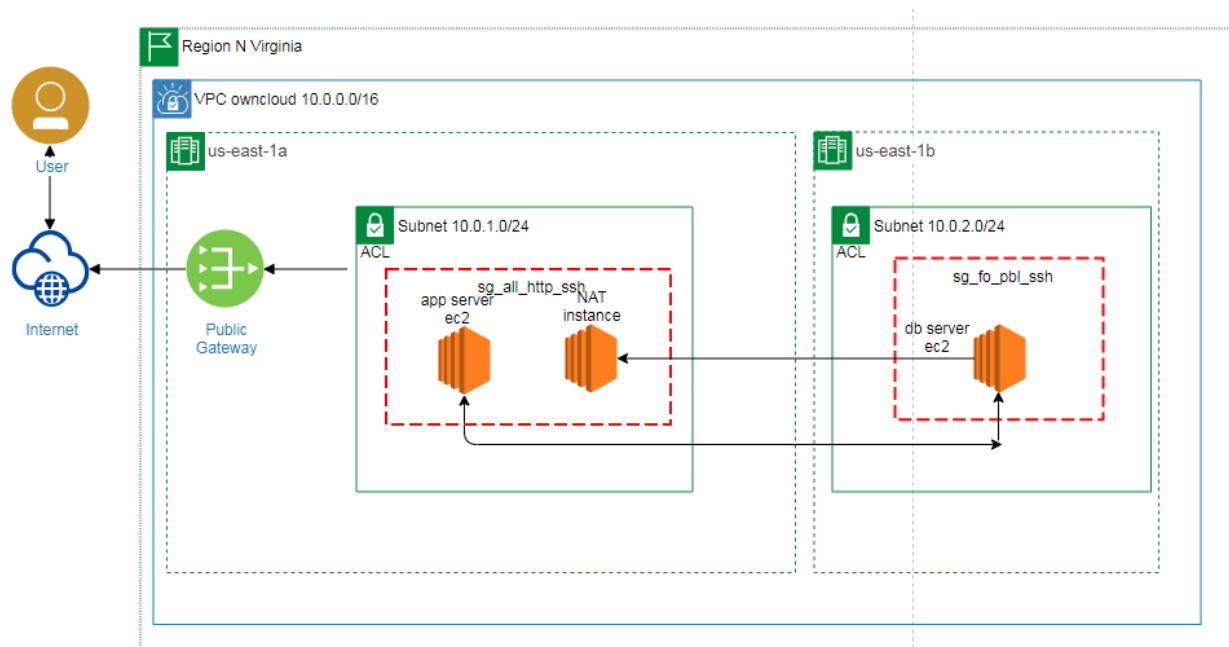 Region N Virginia
VPC owncloud 10.0.0.0/16
us-east-1a
us-east-1b
User
Subnet 10.0.1.0/24
ACL
Subnet 10.0.2.0/24
ACL
sg_all_http_ssh
sg_fo_pbl_ssh
app server
ec2
NAT
instance
db server
ec2
Internet
Public
Gateway